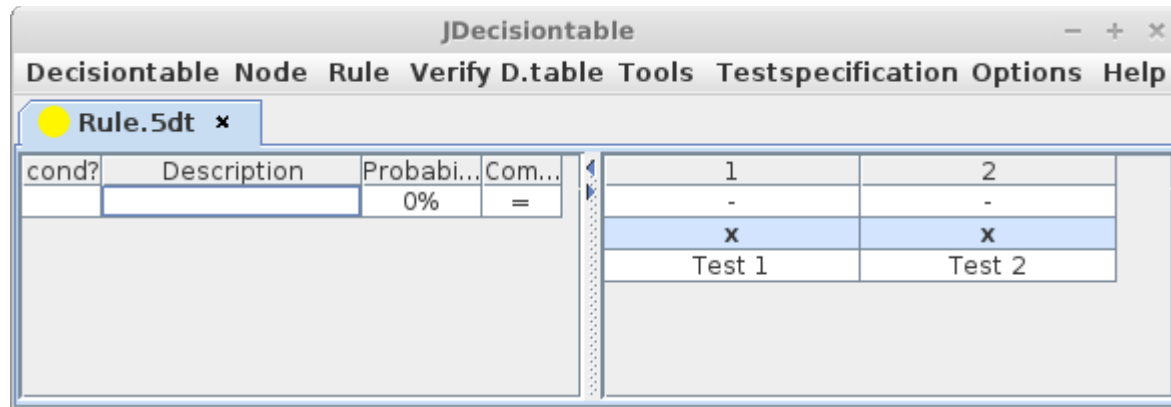 JDecisiontable
Decisiontable Node Rule Verify D.table Tools Testspecification Options Help
Rule.5dt
cond? Description Probabi... Com... 1 2
0% = - -
x x
Test 1 Test 2